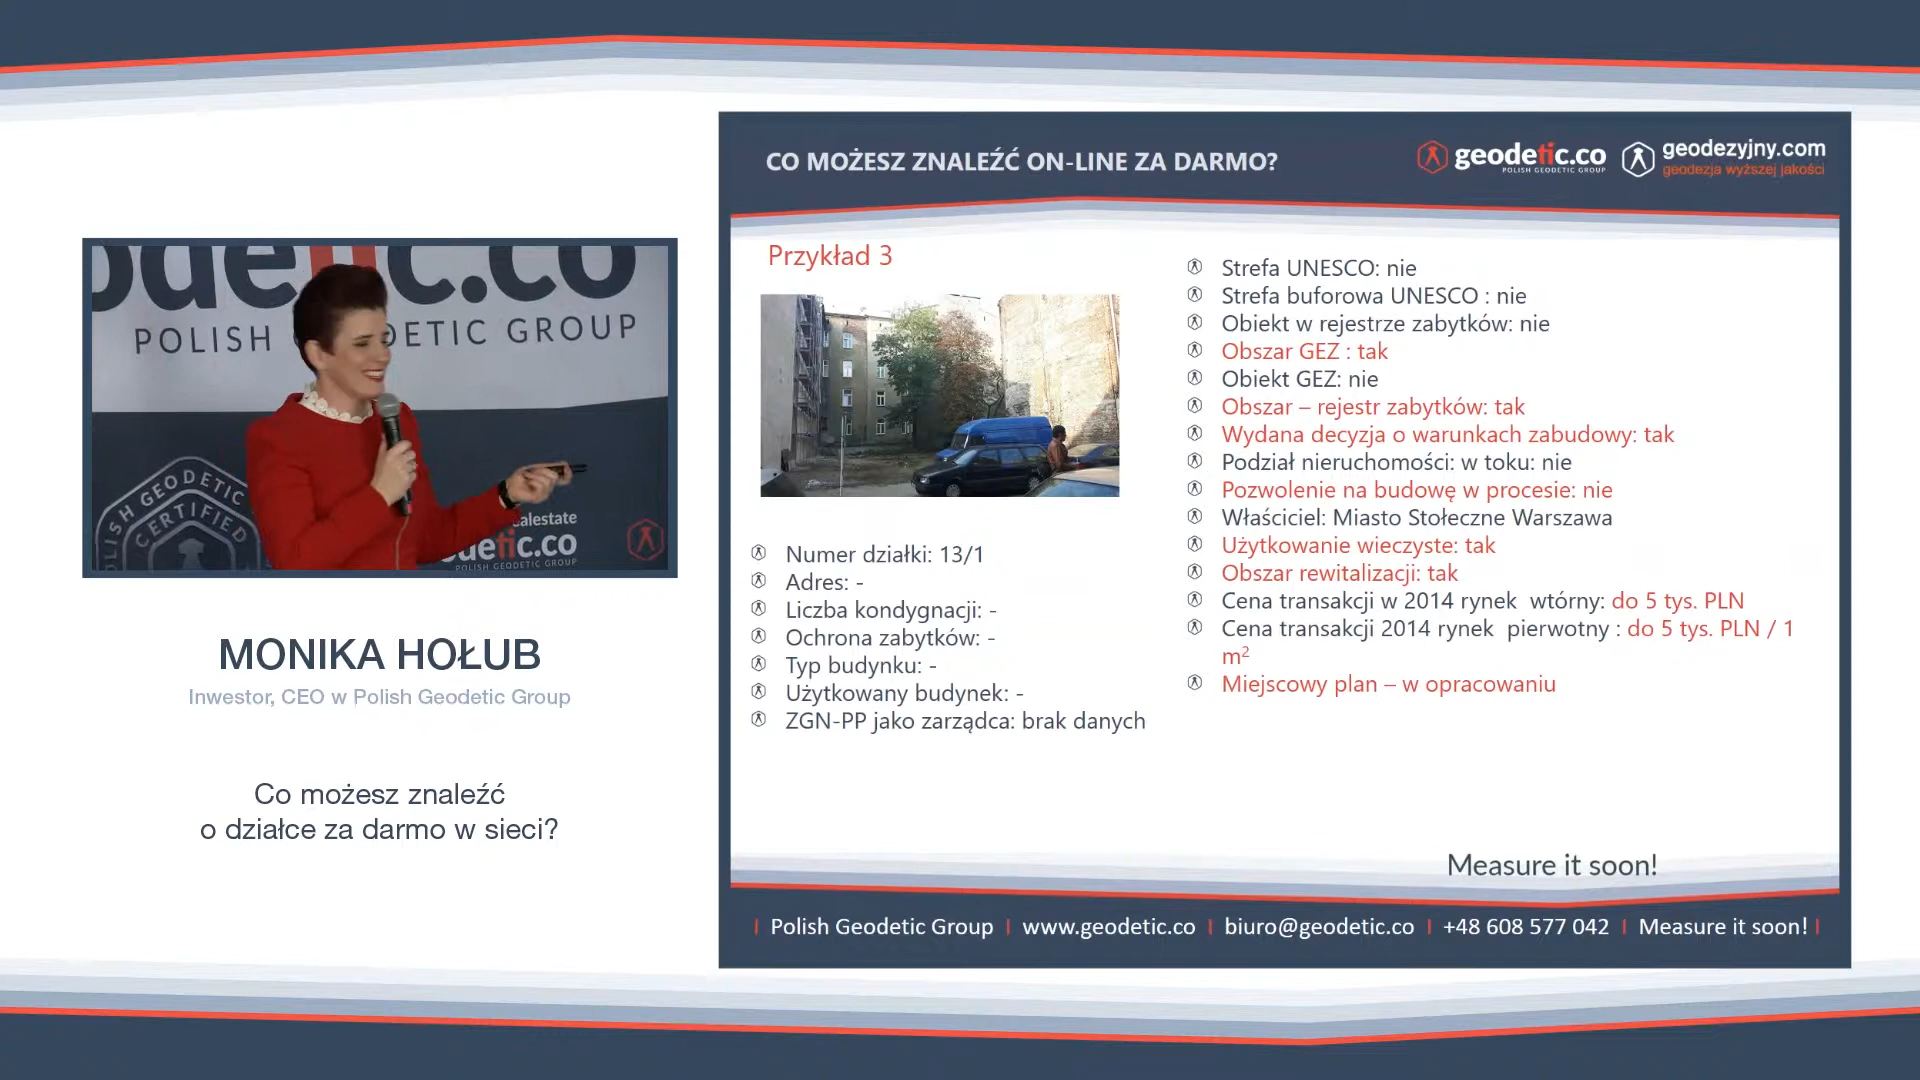 odetic.co
POLISH GEODETIC GROUP
POLISH GEODETIC
CERTIFIED
alestate
detic.co
POLISH GEODETIC GROUP
MONIKA HOŁUB
Inwestor, CEO w Polish Geodetic Group
Co możesz znaleźć
o działce za darmo w sieci?
CO MOŻESZ ZNALEŹĆ ON-LINE ZA DARMO?
geodetic.co
POLISH GEODETIC GROUP
geodezyjny.com
geodezja wyższej jakości
Przykład 3
Numer działki: 13/1
Adres: -
Liczba kondygnacji: -
Ochrona zabytków: -
Typ budynku: -
Użytkowany budynek: -
ZGN-PP jako zarządca: brak danych
Strefa UNESCO: nie
Strefa buforowa UNESCO : nie
Obiekt w rejestrze zabytków: nie
Obszar GEZ : tak
Obiekt GEZ: nie
Obszar – rejestr zabytków: tak
Wydana decyzja o warunkach zabudowy: tak
Podział nieruchomości: w toku: nie
Pozwolenie na budowę w procesie: nie
Właściciel: Miasto Stołeczne Warszawa
Użytkowanie wieczyste: tak
Obszar rewitalizacji: tak
Cena transakcji w 2014 rynek wtórny: do 5 tys. PLN
Cena transakcji 2014 rynek pierwotny : do 5 tys. PLN / 1
m²
Miejscowy plan – w opracowaniu
Measure it soon!
| Polish Geodetic Group | www.geodetic.co | biuro@geodetic.co | +48 608 577 042 | Measure it soon! |